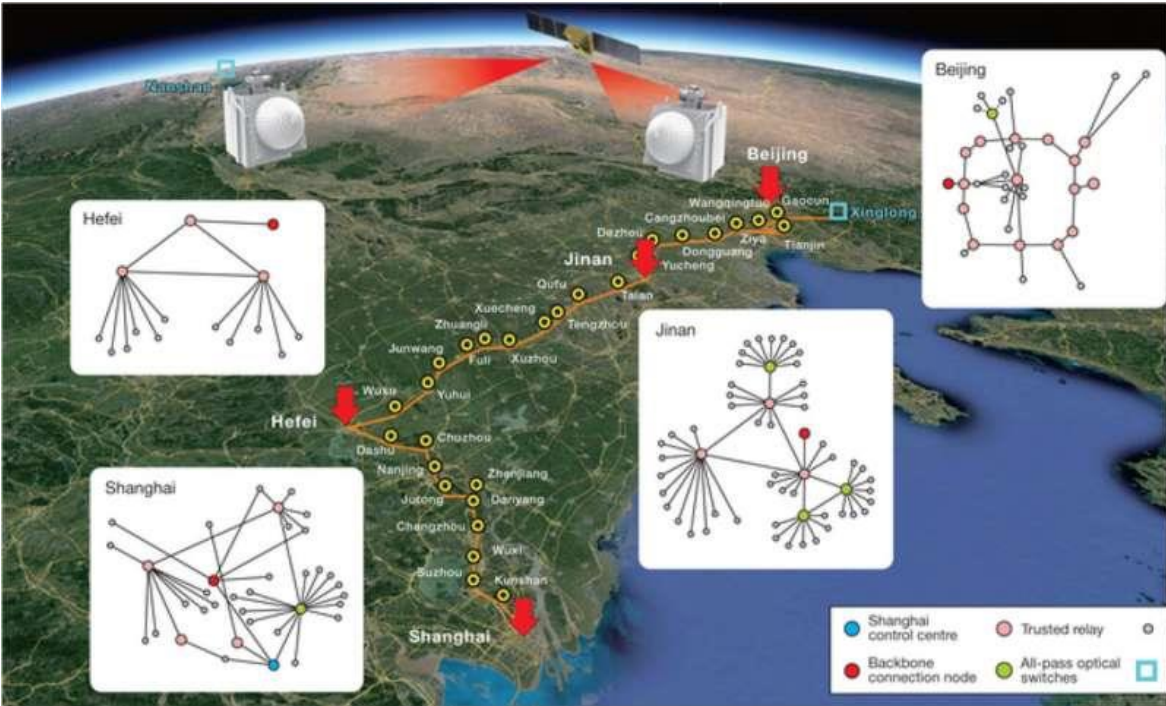 Nanshan
Beijing
Beijing
Wangqingtuo
Gaocun
Cangzhoubei
Xinglong
Dezhou
Ziya
Tianjin
Dongguang
Jinan
Yucheng
Qufu
Taian
Xuecheng
Tengzhou
Zhuangli
Junwang
Fuli
Xuzhou
Hefei
Wuxu
Yuhui
Hefei
Dashu
Chuzhou
Nanjing
Zhenjiang
Jurong
Danyang
Changzhou
Wuxi
Suzhou
Kunshan
Shanghai
Shanghai
Jinan
Shanghai
control centre
Trusted relay
Backbone
connection node
All-pass optical
switches